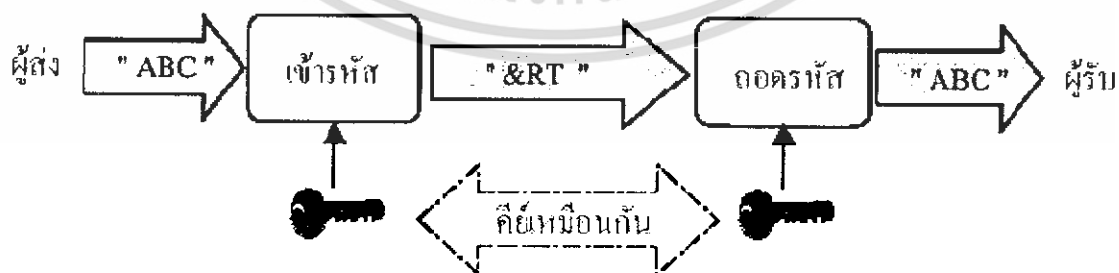 ผู้ส่ง
" ABC "
เข้ารหัส
" &RT "
ถอดรหัส
" ABC "
ผู้รับ
คีย์เหมือนกัน